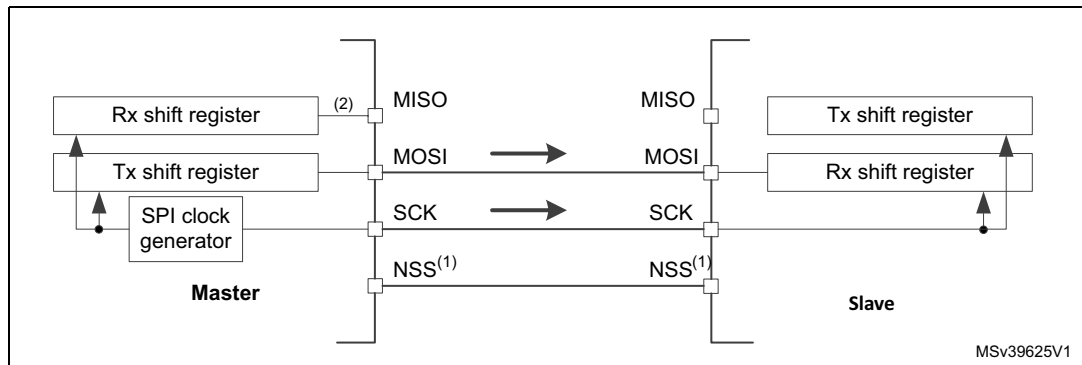 MISO
MISO
(2)
Rx shift register
Tx shift register
MOSI
MOSI
Tx shift register
Rx shift register
SCK
SCK
SPI clock
generator
NSS(1)
NSS(1)
Master
Slave
MSv39625V1